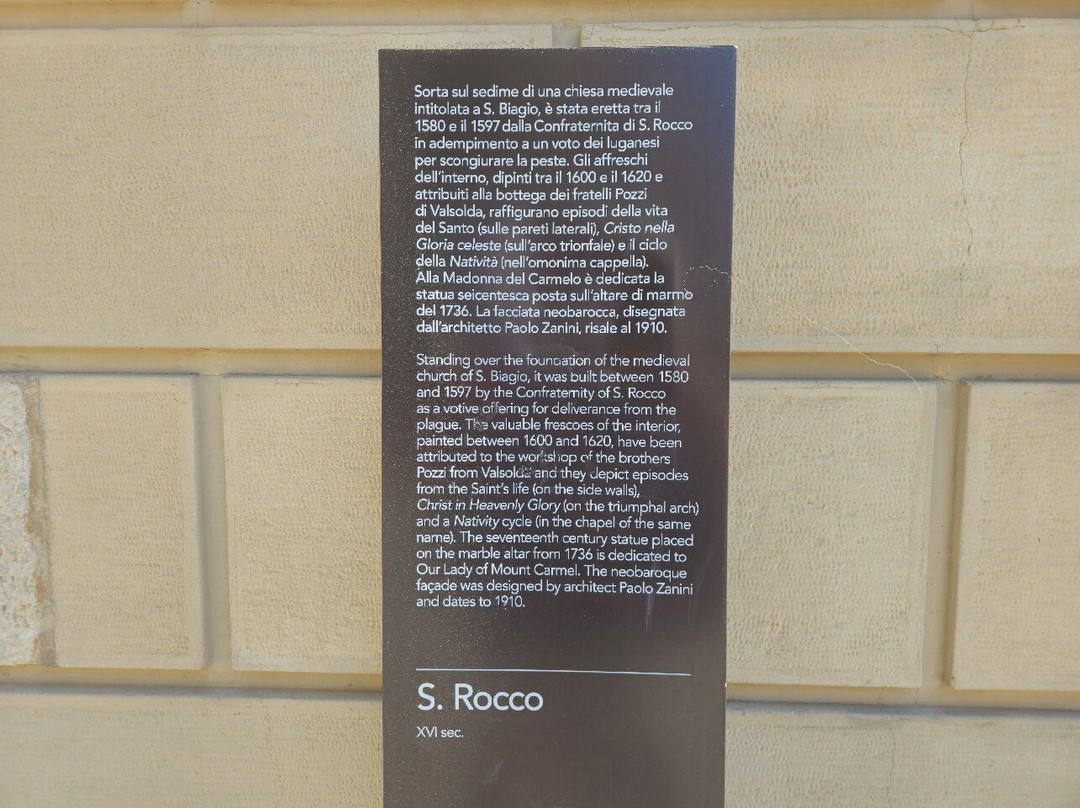 Sorta sul sedime di una chiesa medievale
intitolata a S. Biagio, è stata eretta tra il
1580 e il 1597 dalla Confraternita di S. Rocco
in adempimento a un voto dei luganesi
per scongiurare la peste. Gli affreschi
dell'interno, dipinti tra il 1600 e il 1620 e
attribuiti alla bottega dei fratelli Pozzi
di Valsolda, raffigurano episodi della vita
del Santo (sulle pareti laterali), Cristo nella
Gloria celeste (sull'arco trionfale) e il ciclo
della Natività (nell'omonima cappella).
Alla Madonna del Carmelo è dedicata la
statua seicentesca posta sull'altare di marmo
del 1736. La facciata neobarocca, disegnata
dall'architetto Paolo Zanini, risale al 1910.
Standing over the foundation of the medieval
church of S. Biagio, it was built between 1580
and 1597 by the Confraternity of S. Rocco
as a votive offering for deliverance from the
plague. The valuable frescoes of the interior,
painted between 1600 and 1620, have been
attributed to the workshop of the brothers
Pozzi from Valsolda and they depict episodes
from the Saint's life (on the side walls),
Christ in Heavenly Glory (on the triumphal arch)
and a Nativity cycle (in the chapel of the same
name). The seventeenth century statue placed
on the marble altar from 1736 is dedicated to
Our Lady of Mount Carmel. The neobaroque
façade was designed by architect Paolo Zanini
and dates to 1910.
S. Rocco
XVI sec.